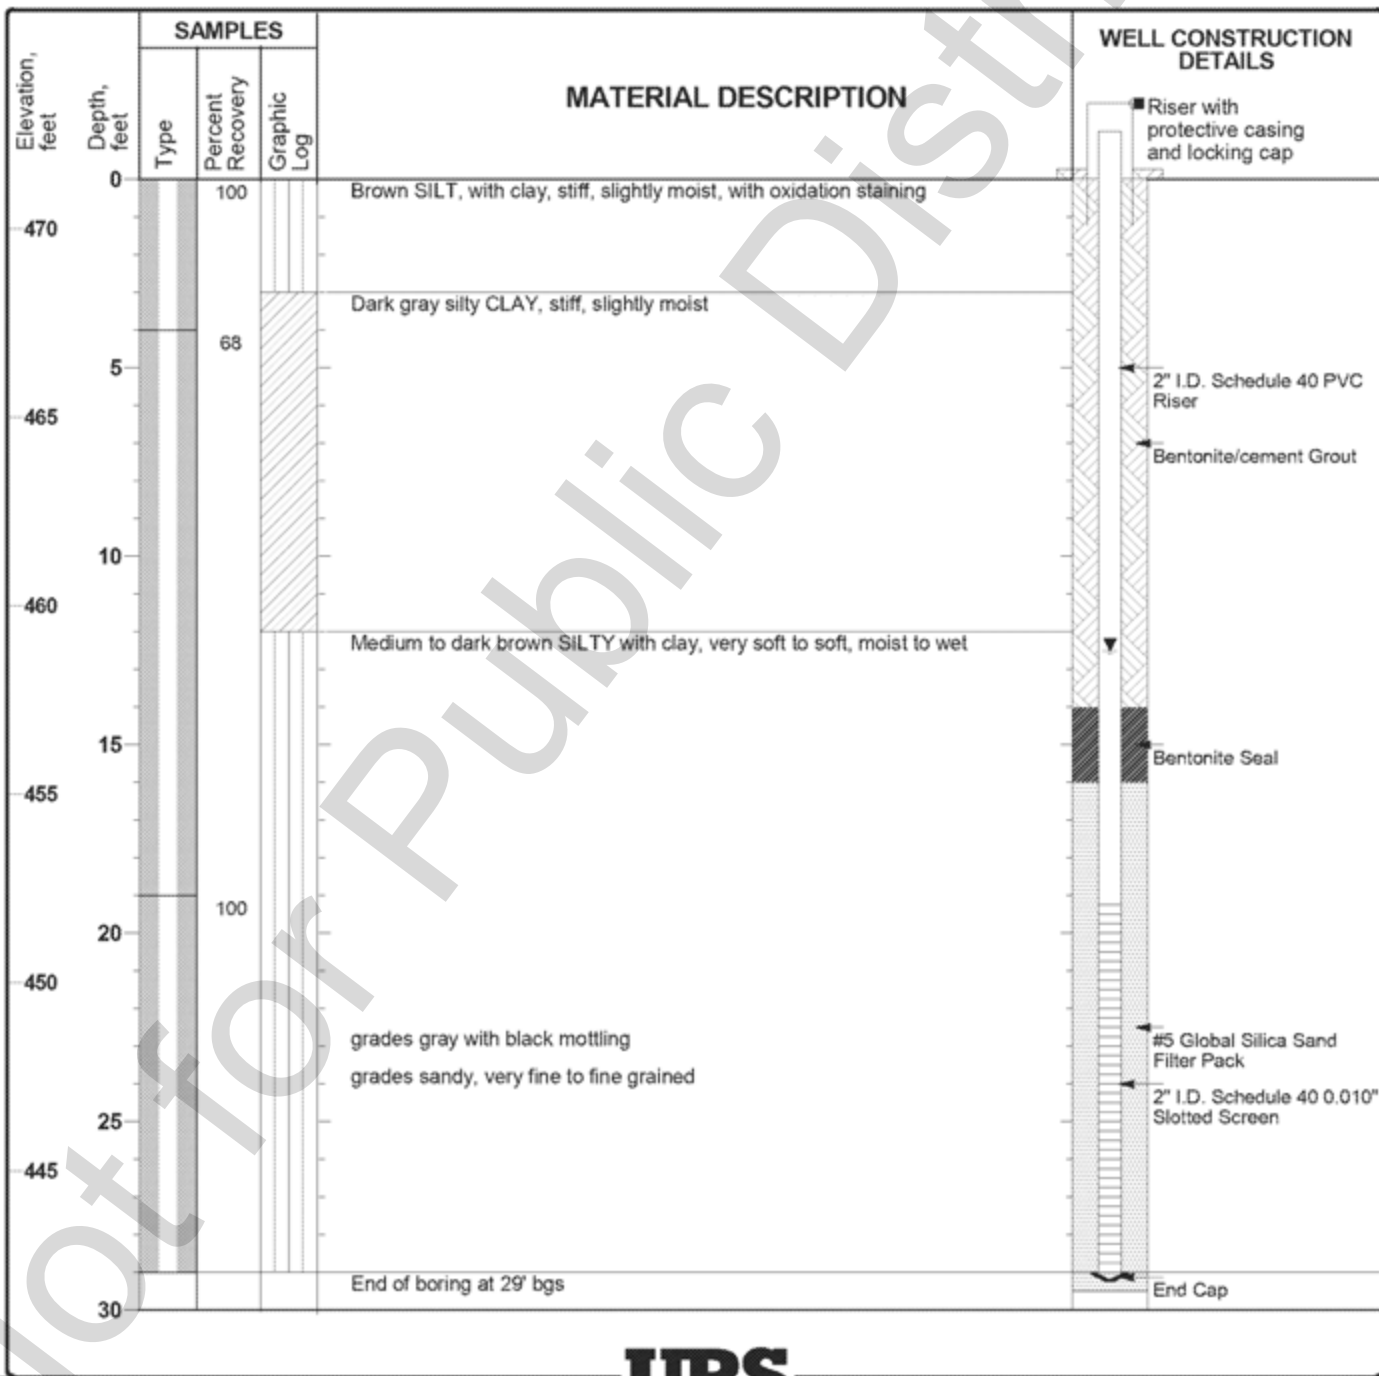 SAMPLES
Elevation,
feet
Depth,
feet
Type
Percent
Recovery
Graphic
Log
MATERIAL DESCRIPTION
WELL CONSTRUCTION
DETAILS
Riser with
protective casing
and locking cap
0
100
Brown SILT, with clay, stiff, slightly moist, with oxidation staining
470
Dark gray silty CLAY, stiff, slightly moist
68
5
2" I.D. Schedule 40 PVC
Riser
465
Bentonite/cement Grout
10
460
Medium to dark brown SILTY with clay, very soft to soft, moist to wet
15
Bentonite Seal
455
100
20
450
grades gray with black mottling
#5 Global Silica Sand
Filter Pack
grades sandy, very fine to fine grained
2" I.D. Schedule 40 0.010"
Slotted Screen
25
445
End of boring at 29' bgs
End Cap
30
URS
not for Public Distri